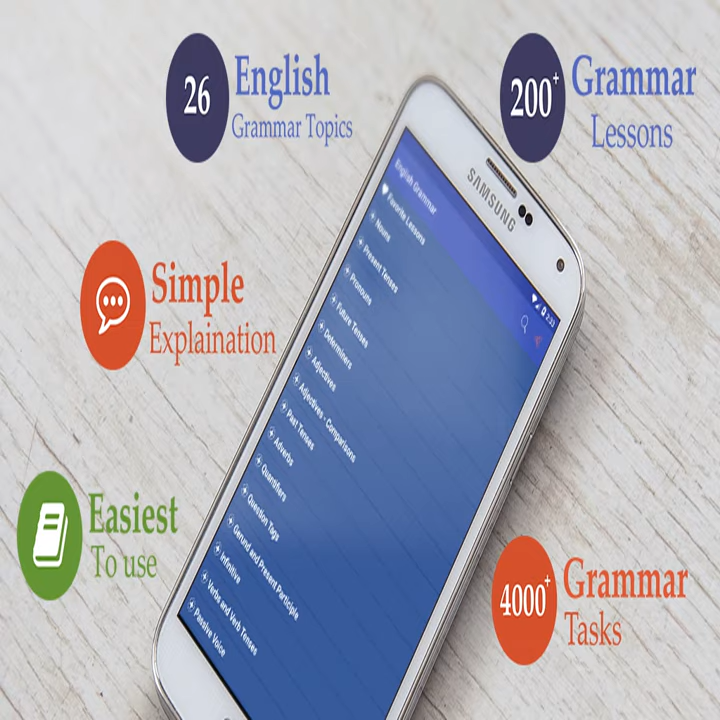 26
English
Grammar Topics
200+
Grammar
Lessons
Simple
Explaination
Easiest
To use
4000+
Grammar
Tasks
SAMSUNG
2:33
English Grammar
Favorite Lessons
Nouns
Present Tenses
Pronouns
Future Tenses
Determiners
Adjectives
Adjectives - Comparisons
Past Tenses
Adverbs
Quantifiers
Question Tags
Gerund and Present Participle
Infinitive
Verbs and Verb Tenses
Passive Voice